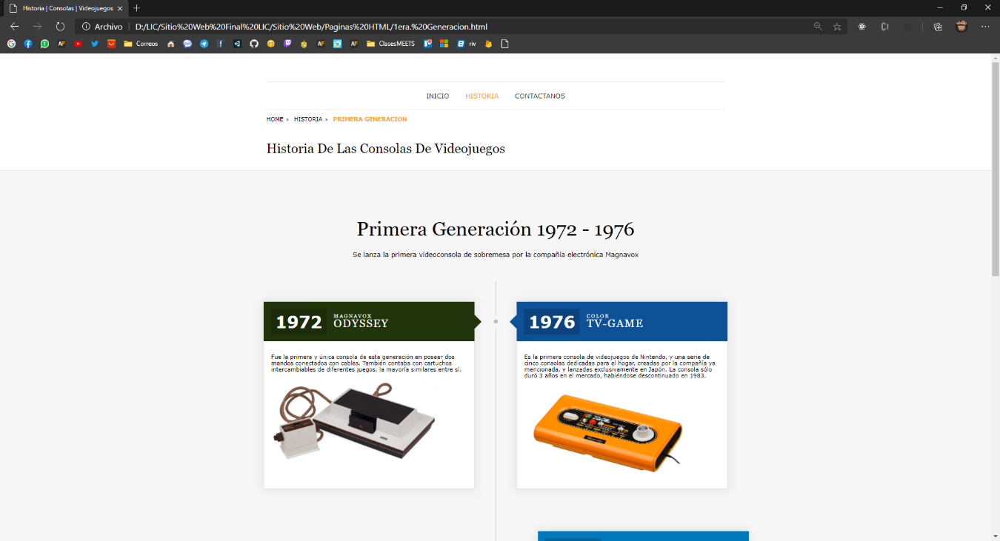 Historia | Consolas | Videojuegos
Archivo
D:/LIC/Sitio%20Web%20Final%20LIC/Sitio%20Web/Paginas%20HTML/1era.%20Generacion.html
AF
Correos
AF
AF
ClasesMEETS
riv
INICIO HISTORIA CONTACTANOS
HOME » HISTORIA » PRIMERA GENERACION
Historia De Las Consolas De Videojuegos
Primera Generación 1972 - 1976
Se lanza la primera videoconsola de sobremesa por la compañía electrónica Magnavox
1972
MAGNAVOX
ODYSSEY
Fue la primera y única consola de esta generación en poseer dos
mandos conectados con cables. También contaba con cartuchos
intercambiables de diferentes juegos, la mayoría similares entre sí.
1976
COLOR
TV-GAME
Es la primera consola de videojuegos de Nintendo, y una serie de
cinco consolas dedicadas para el hogar, creadas por la compañía ya
mencionada, y lanzadas exclusivamente en Japón. La consola sólo
duró 3 años en el mercado, habiéndose descontinuado en 1983.